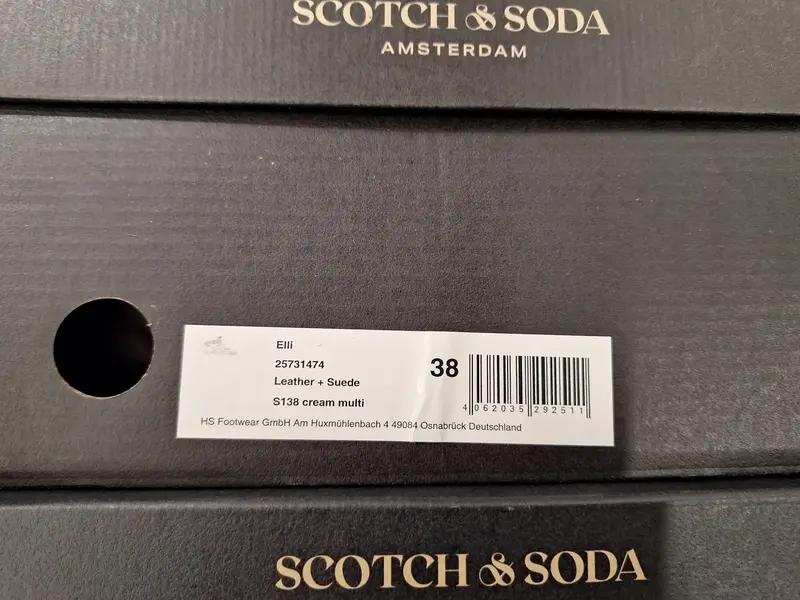 SCOTCH & SODA
AMSTERDAM
Elli
25731474
Leather + Suede
S138 cream multi
38
4 062035 292511
HS Footwear GmbH Am Huxmühlenbach 4 49084 Osnabrück Deutschland
SCOTCH & SODA